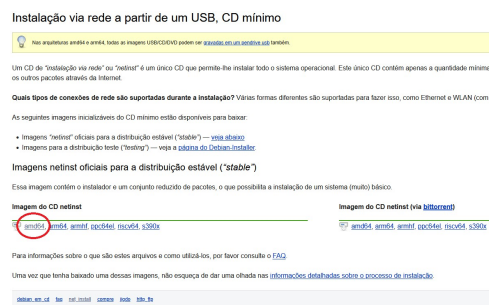 Instalação via rede a partir de um USB, CD mínimo
Nas arquiteturas amd64 e arm64, todas as imagens USB/CD/DVD podem ser gravadas em um pendrive usb também.
Um CD de “instalação via rede” ou “netinst” é um único CD que permite-lhe instalar todo o sistema operacional. Este único CD contém apenas a quantidade mínima
os outros pacotes através da Internet.
Quais tipos de conexões de rede são suportadas durante a instalação? Várias formas diferentes são suportadas para fazer isso, como Ethernet e WLAN (com
As seguintes imagens inicializáveis do CD mínimo estão disponíveis para baixar:
• Imagens “netinst” oficiais para a distribuição estável (“stable”) — veja abaixo
• Imagens para a distribuição teste (“testing”) — veja a página do Debian-Installer.
Imagens netinst oficiais para a distribuição estável (“stable”)
Essa imagem contém o instalador e um conjunto reduzido de pacotes, o que possibilita a instalação de um sistema (muito) básico.
Imagem do CD netinst
amd64, arm64, armhf, ppc64el, riscv64, s390x
Imagem do CD netinst (via bittorrent)
amd64, arm64, armhf, ppc64el, riscv64, s390x
Para informações sobre o que são estes arquivos e como utilizá-los, por favor consulte o FAQ.
Uma vez que tenha baixado uma dessas imagens, não esqueça de dar uma olhada nas informações detalhadas sobre o processo de instalação
debian em cd faq net install compre jigdo http ftp